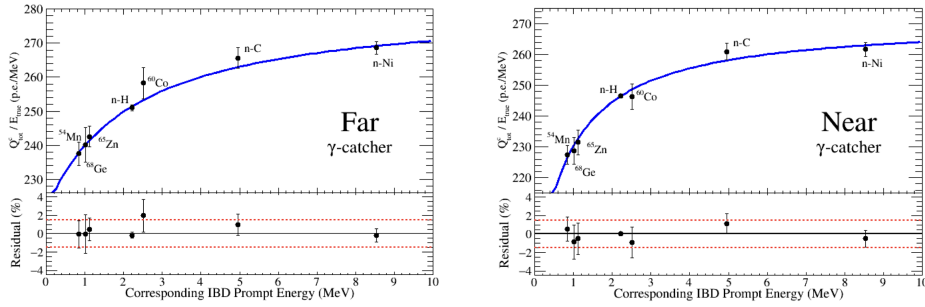 Q^c_tot / E_true (p.e./MeV)
280
270
260
250
240
230
n-C
n-Ni
60Co
n-H
54Mn
65Zn
68Ge
Far
γ-catcher
Residual (%)
4
2
0
−2
−4
0 1 2 3 4 5 6 7 8 9 10
Corresponding IBD Prompt Energy (MeV)
Q^c_tot / E_true (p.e./MeV)
270
260
250
240
230
220
n-C
n-Ni
n-H
60Co
54Mn
65Zn
68Ge
Near
γ-catcher
Residual (%)
4
2
0
−2
−4
0 1 2 3 4 5 6 7 8 9 10
Corresponding IBD Prompt Energy (MeV)